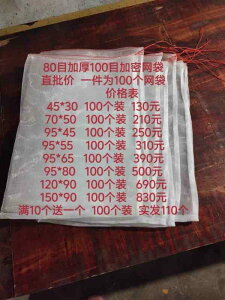 80目加厚100目加密网袋
直批价 一件为100个网袋
价格表
45*30 100个装 130元
70*50 100个装 210元
95*45 100个装 250元
95*55 100个装 310元
95*65 100个装 390元
95*80 100个装 500元
120*90 100个装 690元
150*90 100个装 830元
满10个送一个 100个装 实发110个